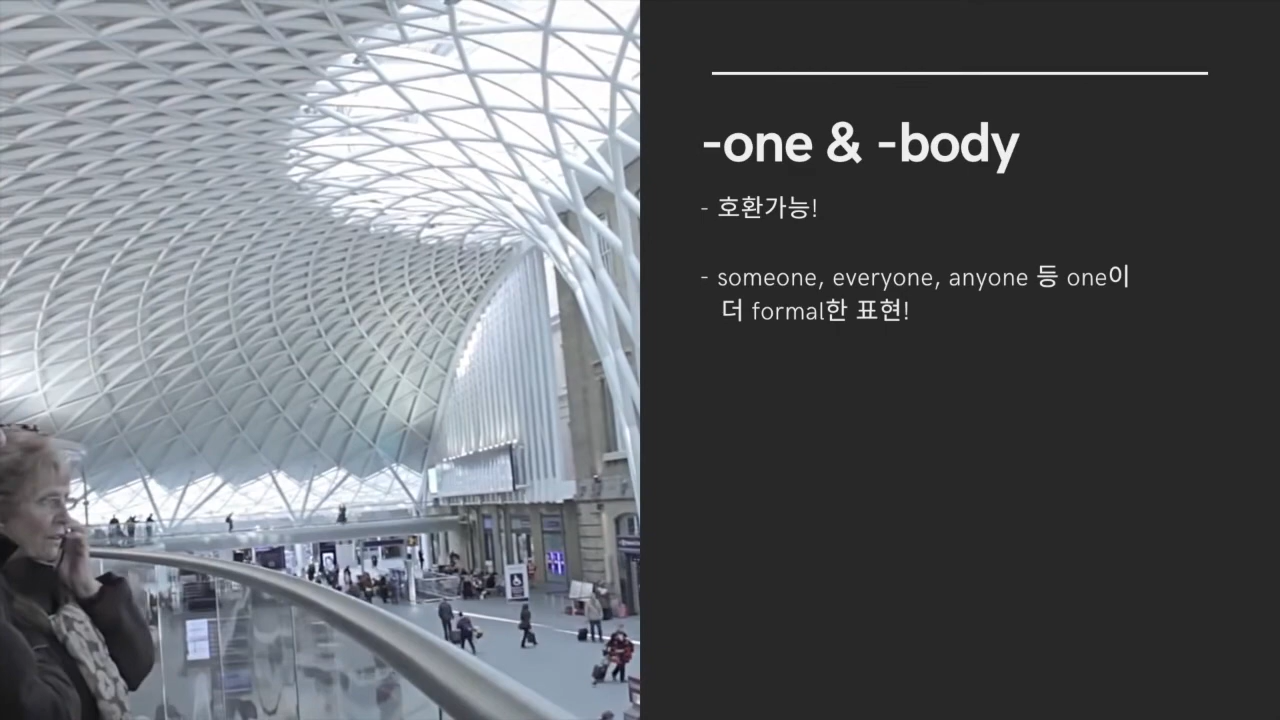 -one & -body
- 호환가능!
- someone, everyone, anyone 등 one이
더 formal한 표현!